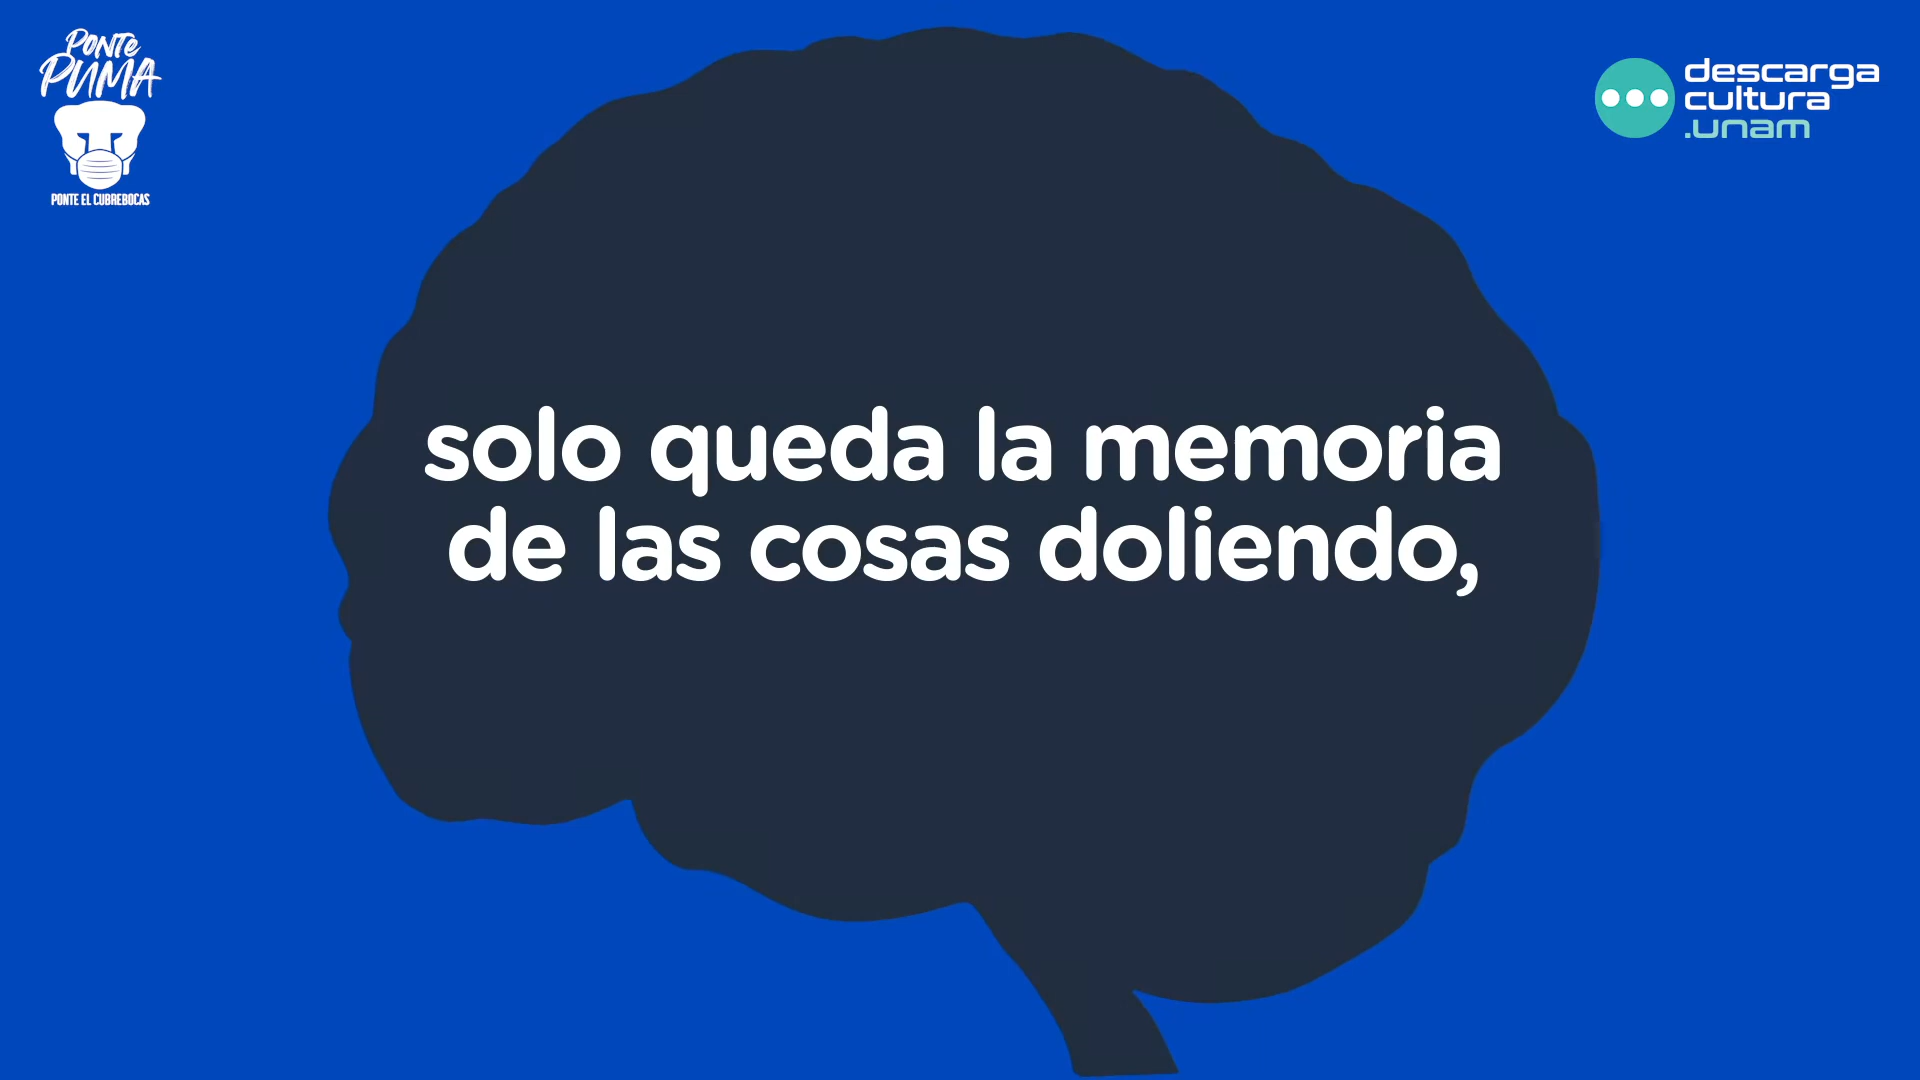 PONTE
PUMA
PONTE EL CUBREBOCAS
descarga
cultura
.unam
solo queda la memoria
de las cosas doliendo,